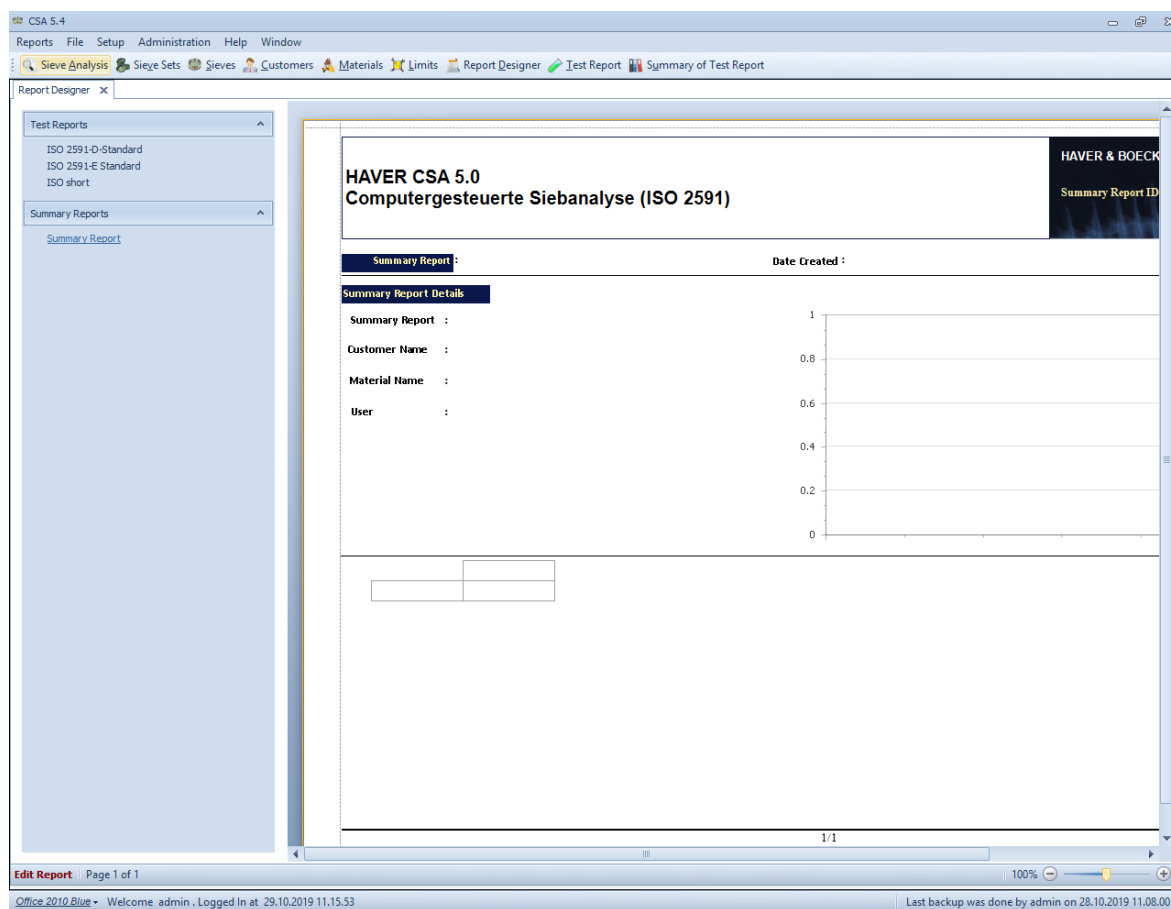 CSA 5.4
Reports File Setup Administration Help Window
Sieve Analysis Sieve Sets Sieves Customers Materials Limits Report Designer Test Report Summary of Test Report
Report Designer
Test Reports
ISO 2591-D-Standard
ISO 2591-E Standard
ISO short
Summary Reports
Summary Report
HAVER & BOECK
HAVER CSA 5.0
Computergesteuerte Siebanalyse (ISO 2591)
Summary Report ID
Summary Report :
Date Created :
Summary Report Details
Summary Report :
Customer Name :
Material Name :
User :
1
0.8
0.6
0.4
0.2
0
1/1
Edit Report Page 1 of 1
100%
Office 2010 Blue Welcome admin . Logged In at 29.10.2019 11.15.53
Last backup was done by admin on 28.10.2019 11.08.00